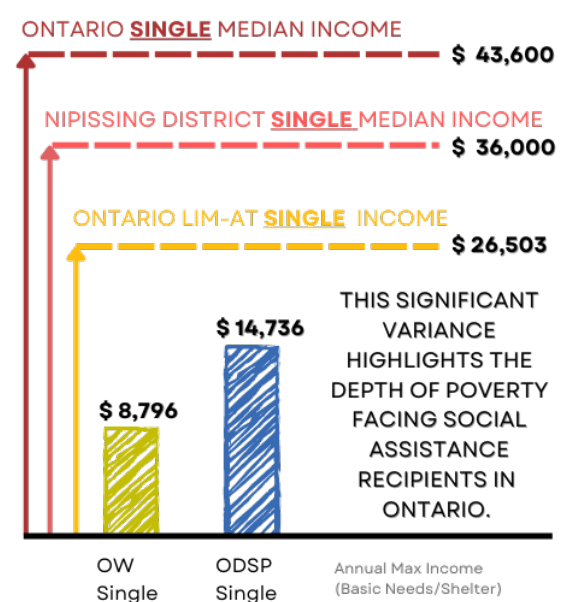 ONTARIO SINGLE MEDIAN INCOME
$ 43,600
NIPISSING DISTRICT SINGLE MEDIAN INCOME
$ 36,000
ONTARIO LIM-AT SINGLE INCOME
$ 26,503
THIS SIGNIFICANT
VARIANCE
HIGHLIGHTS THE
DEPTH OF POVERTY
FACING SOCIAL
ASSISTANCE
RECIPIENTS IN
ONTARIO.
$ 14,736
$ 8,796
OW
Single
ODSP
Single
Annual Max Income
(Basic Needs/Shelter)